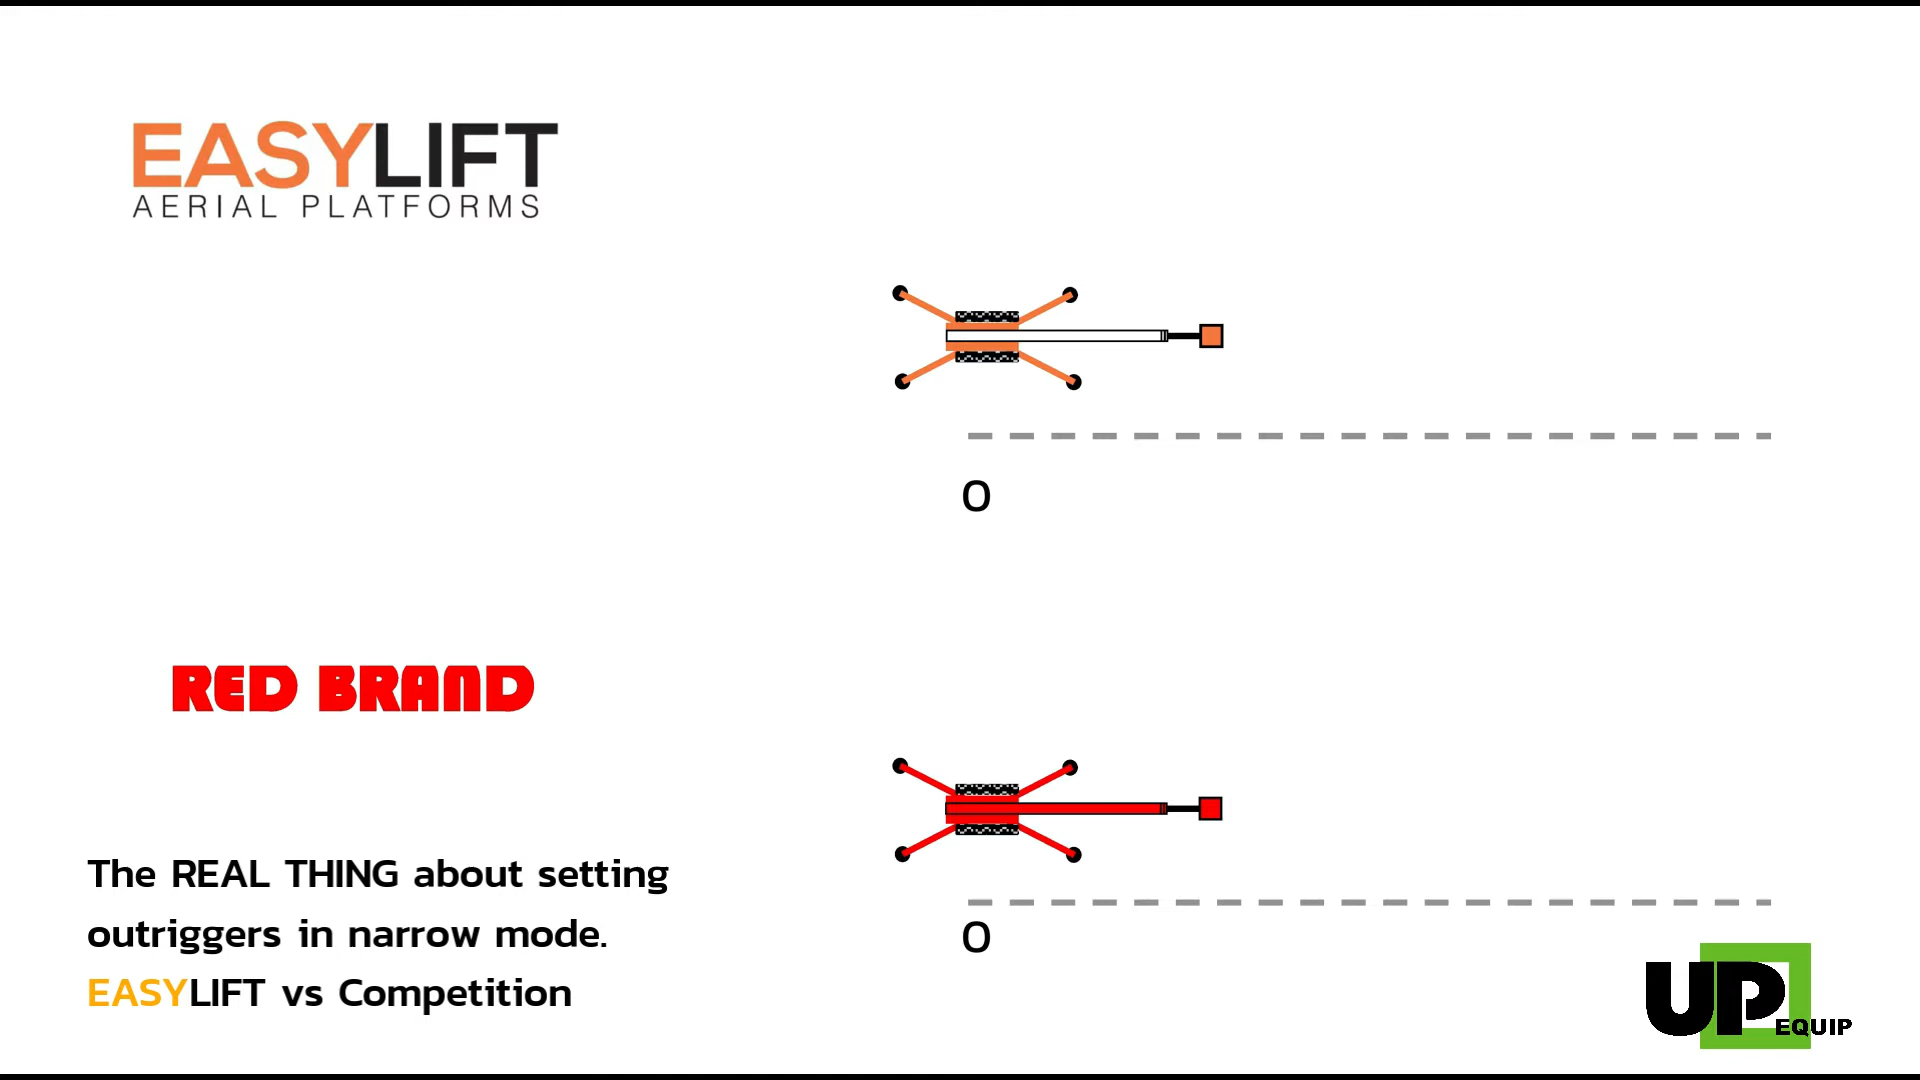 EASYLIFT
AERIAL PLATFORMS
0
RED BRAND
The REAL THING about setting
outriggers in narrow mode.
EASYLIFT vs Competition
0
UP
EQUIP